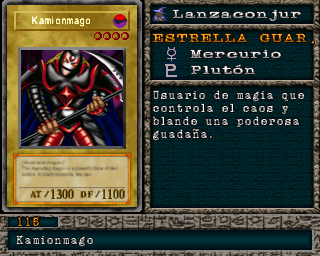 Kamionmago
AT/1300 DF/1100
Lanzaconjur
ESTRELLA GUAR.
Mercurio
Plutón
Usuario de magia que
controla el caos y
blande una poderosa
guadaña.
115
Kamionmago